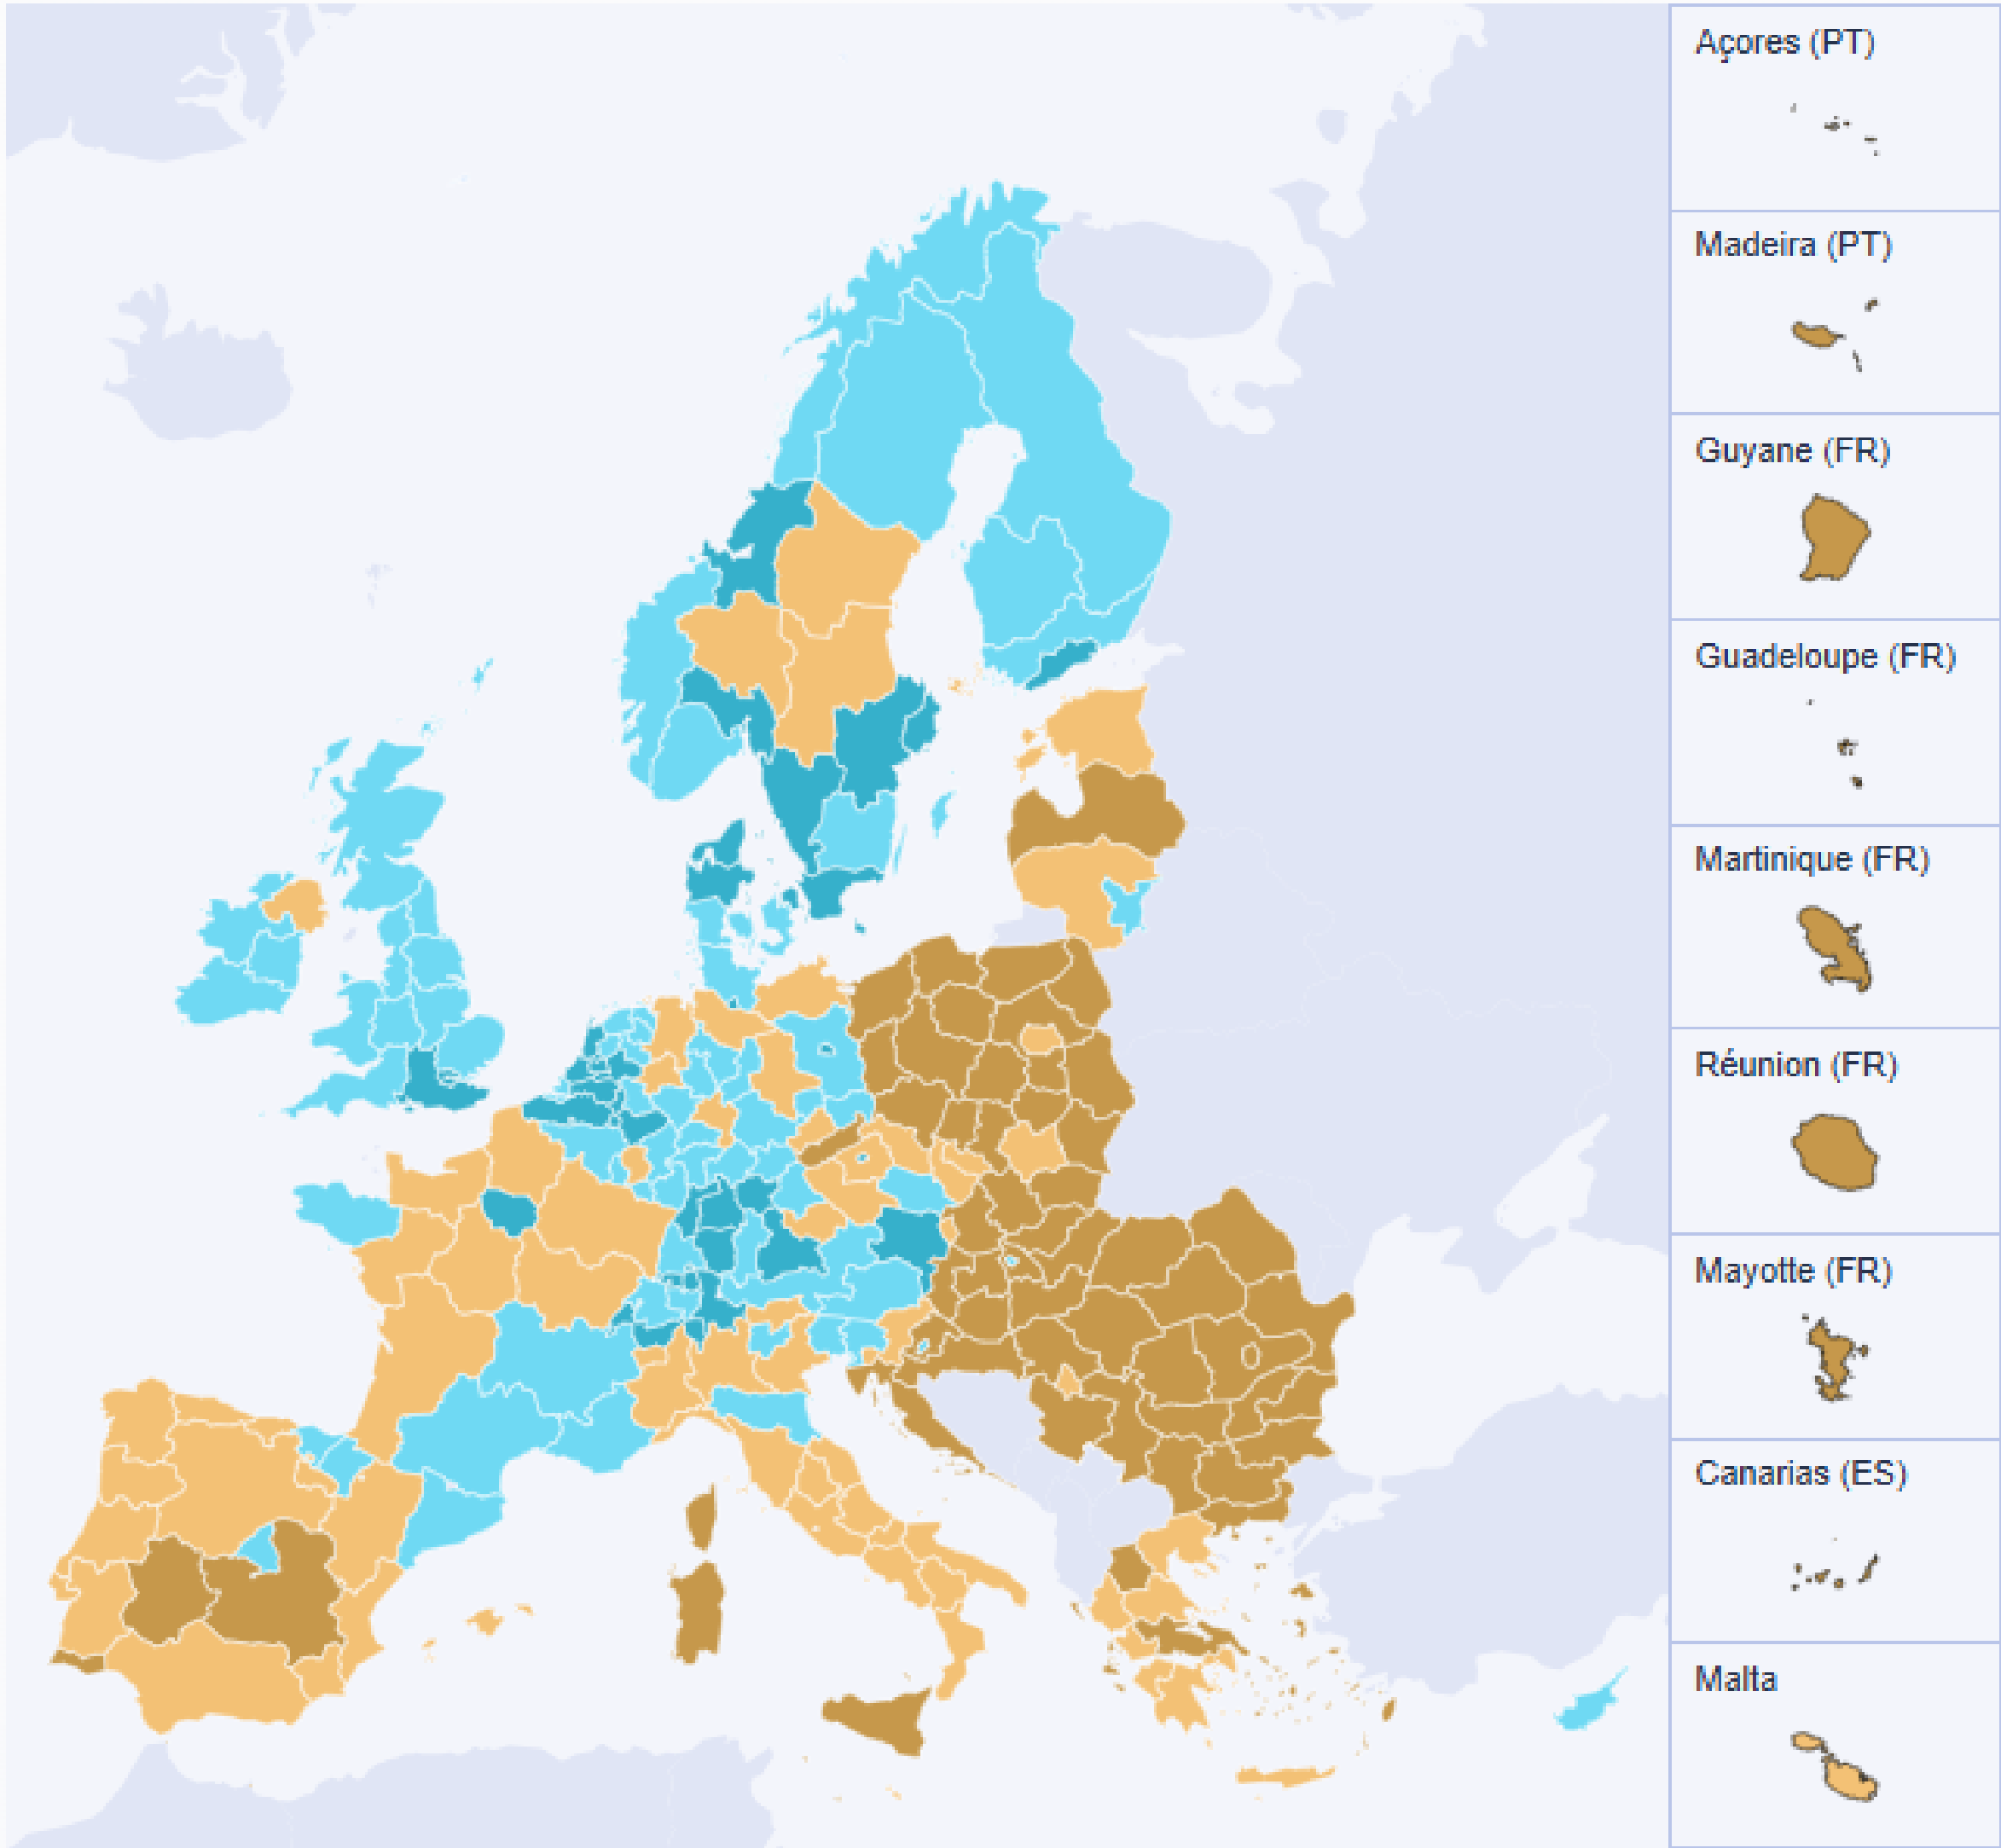 Açores (PT)
Madeira (PT)
Guyane (FR)
Guadeloupe (FR)
Martinique (FR)
Réunion (FR)
Mayotte (FR)
Canarias (ES)
Malta